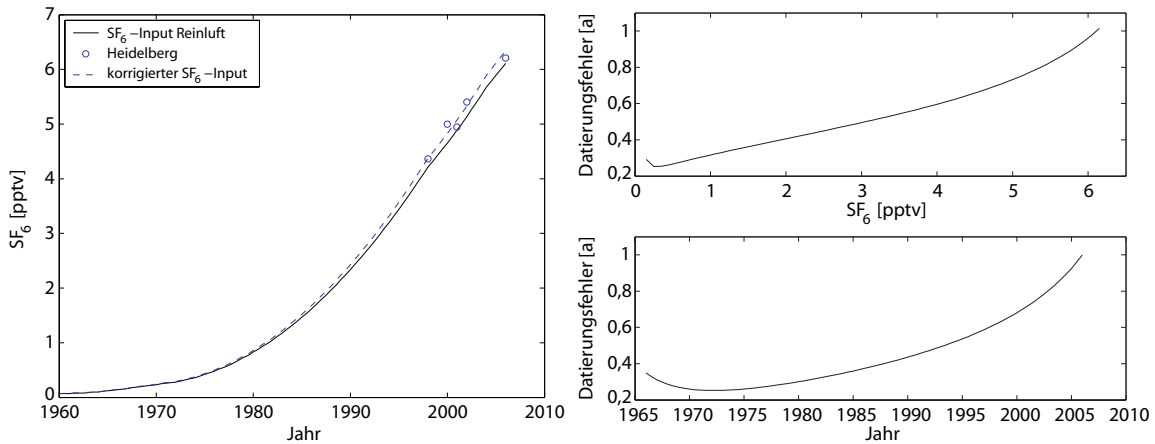 SF6 −Input Reinluft
Heidelberg
korrigierter SF6 −Input
7
6
5
4
3
2
1
0
SF6 [pptv]
1960 1970 1980 1990 2000 2010
Jahr
Datierungsfehler [a]
1
0,8
0,6
0,4
0,2
0 1 2 3 4 5 6
SF6 [pptv]
Datierungsfehler [a]
1
0,8
0,6
0,4
0,2
1965 1970 1975 1980 1985 1990 1995 2000 2005 2010
Jahr